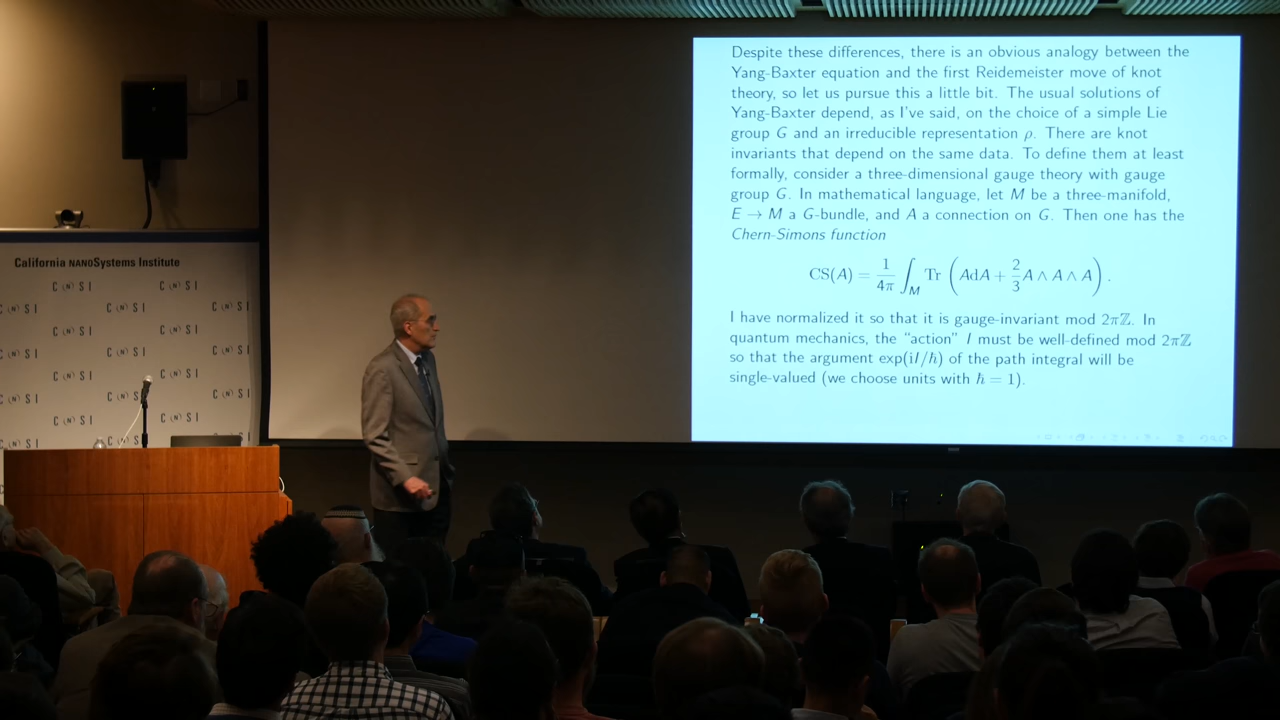 Despite these differences, there is an obvious analogy between the
Yang-Baxter equation and the first Reidemeister move of knot
theory, so let us pursue this a little bit. The usual solutions of
Yang-Baxter depend, as I've said, on the choice of a simple Lie
group G and an irreducible representation ρ. There are knot
invariants that depend on the same data. To define them at least
formally, consider a three-dimensional gauge theory with gauge
group G. In mathematical language, let M be a three-manifold,
E → M a G-bundle, and A a connection on G. Then one has the
Chern-Simons function
CS(A) = 1/4π ∫_M Tr (AdA + 2/3 A ∧ A ∧ A).
I have normalized it so that it is gauge-invariant mod 2πℤ. In
quantum mechanics, the "action" I must be well-defined mod 2πℤ
so that the argument exp(iI/ħ) of the path integral will be
single-valued (we choose units with ħ = 1).
California NANOSystems Institute
C (N) S I C (N) S I
C (N) S I C (N) S I C (N) S I
C (N) S I C (N) S I
C (N) S I C (N) S I C (N) S I
C (N) S I C (N) S I
C (N) S I C (N) S I C (N) S I
C (N) S I C (N) S I